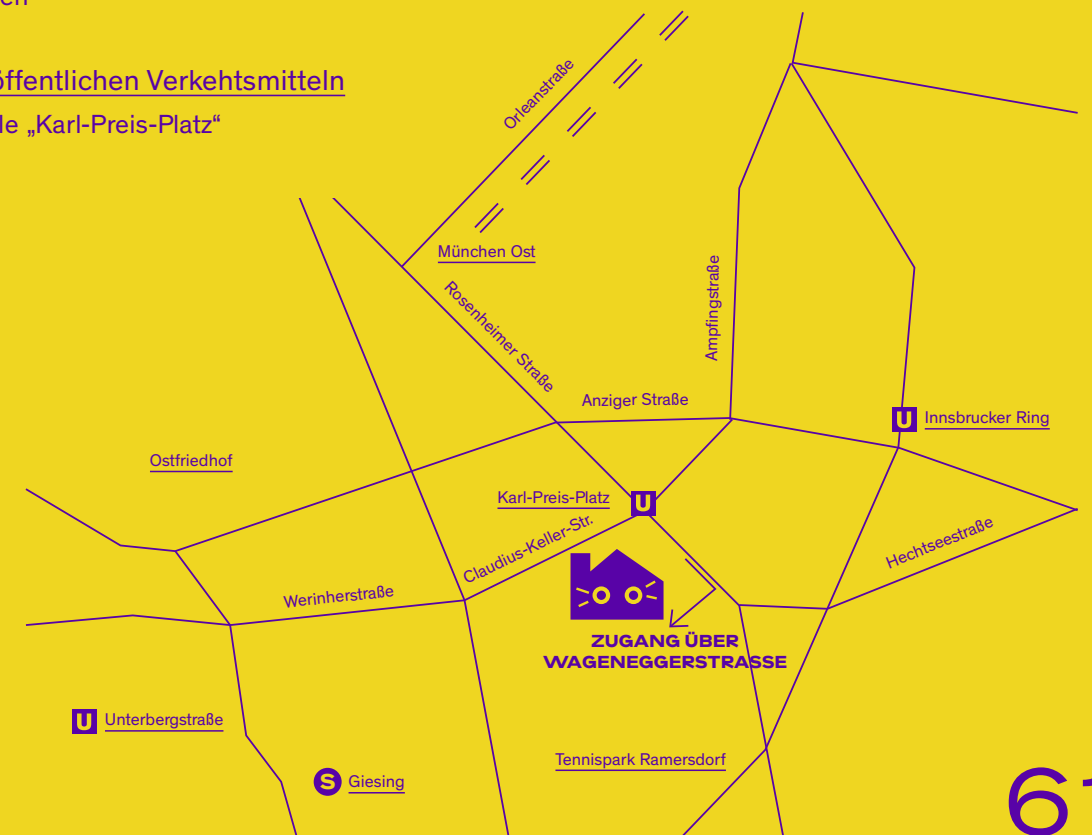 öffentlichen Verkehtsmitteln
„Karl-Preis-Platz“
Orleanstraße
München Ost
Rosenheimer Straße
Ampfingstraße
Anziger Straße
U Innsbrucker Ring
Ostfriedhof
Karl-Preis-Platz U
Claudius-Keller-Str.
Hechtseestraße
Werinherstraße
ZUGANG ÜBER
WAGENEGGERSTRASSE
U Unterbergstraße
Tennispark Ramersdorf
S Giesing